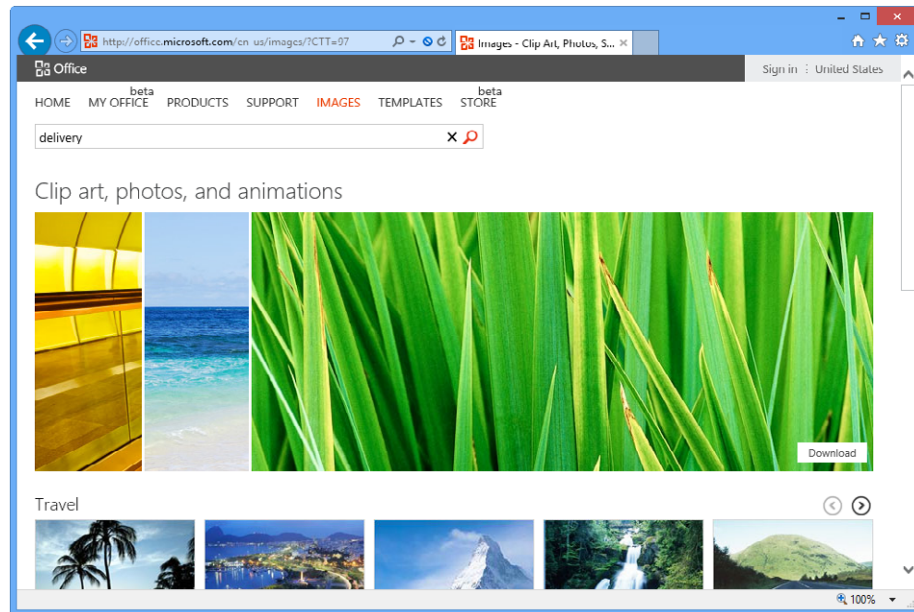 http://office.microsoft.com/en us/images/?CTT=97
Images - Clip Art, Photos, S...
Office
Sign in
United States
HOME
MY OFFICE beta
PRODUCTS
SUPPORT
IMAGES
TEMPLATES
STORE beta
delivery
Clip art, photos, and animations
Download
Travel
100%